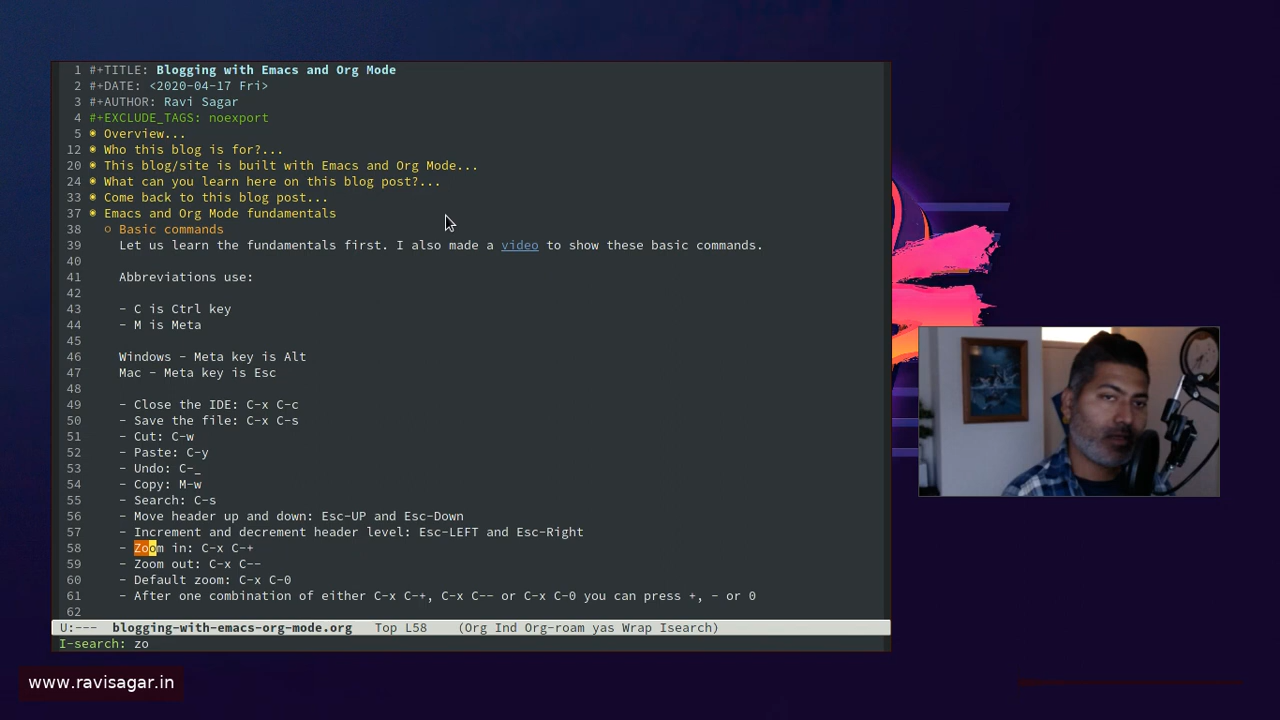 1 #+TITLE: Blogging with Emacs and Org Mode
2 #+DATE: <2020-04-17 Fri>
3 #+AUTHOR: Ravi Sagar
4 #+EXCLUDE_TAGS: noexport
5 ◉ Overview...
12 ◉ Who this blog is for?...
20 ◉ This blog/site is built with Emacs and Org Mode...
24 ◉ What can you learn here on this blog post?...
33 ◉ Come back to this blog post...
37 ◉ Emacs and Org Mode fundamentals
38 ○ Basic commands
39 Let us learn the fundamentals first. I also made a video to show these basic commands.
40
41 Abbreviations use:
42
43 - C is Ctrl key
44 - M is Meta
45
46 Windows - Meta key is Alt
47 Mac - Meta key is Esc
48
49 - Close the IDE: C-x C-c
50 - Save the file: C-x C-s
51 - Cut: C-w
52 - Paste: C-y
53 - Undo: C-_
54 - Copy: M-w
55 - Search: C-s
56 - Move header up and down: Esc-UP and Esc-Down
57 - Increment and decrement header level: Esc-LEFT and Esc-Right
58 - Zoom in: C-x C-+
59 - Zoom out: C-x C--
60 - Default zoom: C-x C-0
61 - After one combination of either C-x C-+, C-x C-- or C-x C-0 you can press +, - or 0
62
U:--- blogging-with-emacs-org-mode.org Top L58 (Org Ind Org-roam yas Wrap Isearch)
I-search: zo
www.ravisagar.in